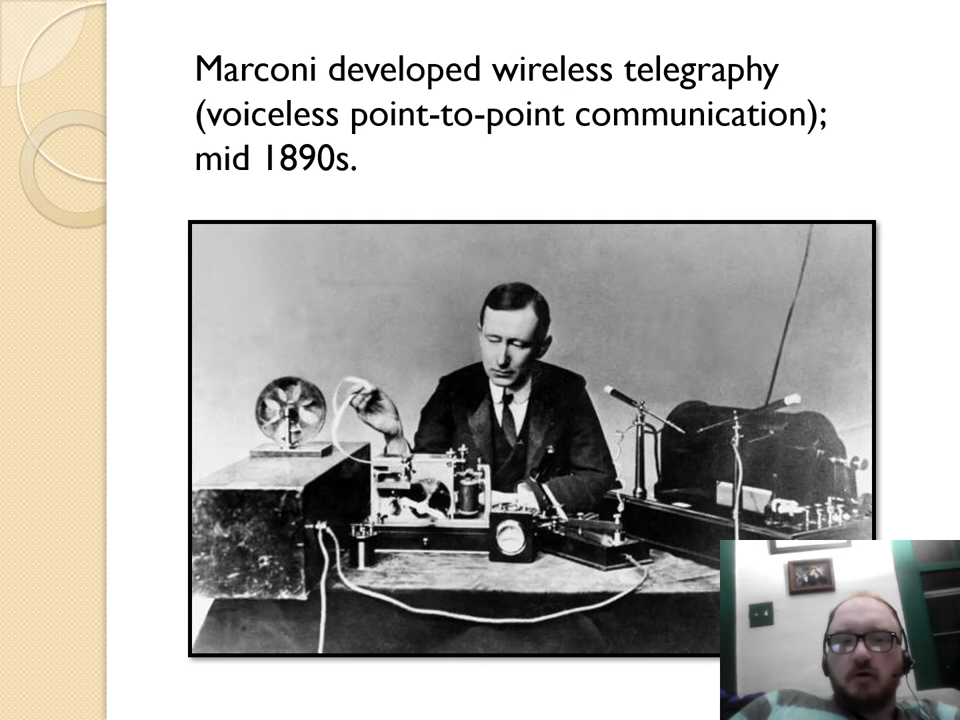 Marconi developed wireless telegraphy
(voiceless point-to-point communication);
mid 1890s.